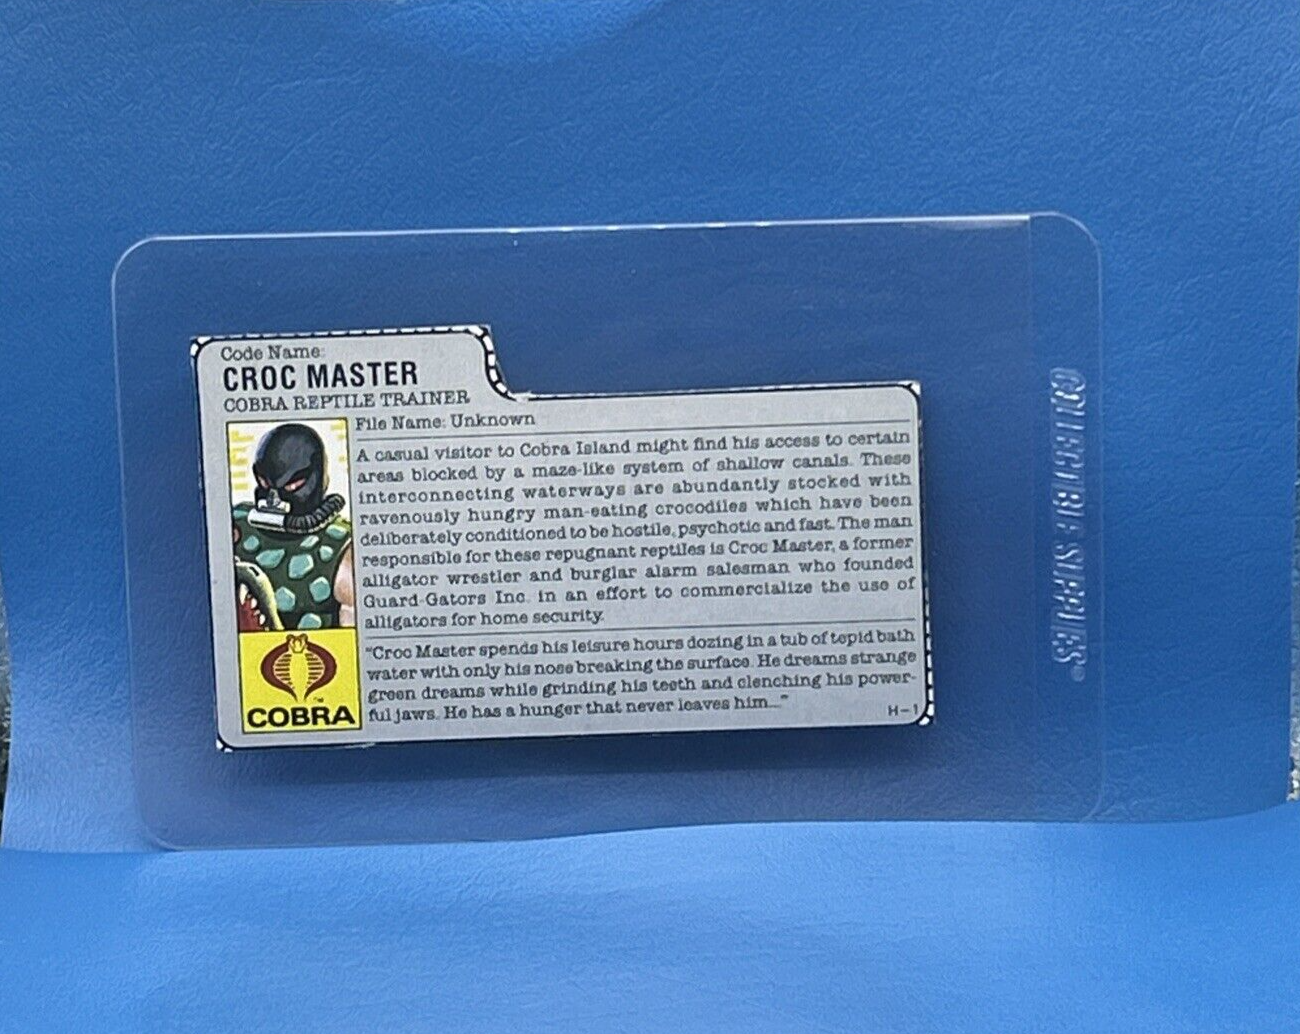 Code Name:
CROC MASTER
COBRA REPTILE TRAINER
File Name: Unknown
A casual visitor to Cobra Island might find his access to certain
areas blocked by a maze-like system of shallow canals. These
interconnecting waterways are abundantly stocked with
ravenously hungry man-eating crocodiles which have been
deliberately conditioned to be hostile, psychotic and fast. The man
responsible for these repugnant reptiles is Croc Master, a former
alligator wrestler and burglar alarm salesman who founded
Guard-Gators Inc. in an effort to commercialize the use of
alligators for home security.
"Croc Master spends his leisure hours dozing in a tub of tepid bath
water with only his nose breaking the surface. He dreams strange
green dreams while grinding his teeth and clenching his power-
ful jaws. He has a hunger that never leaves him..."
H-1
TM
COBRA
COLLECTIBLE SUPPLIES